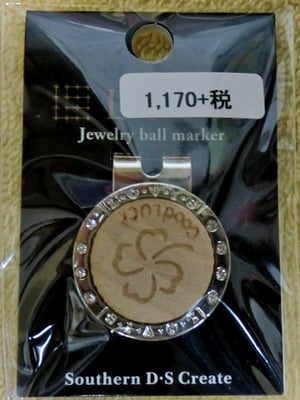 1,170+税
Jewelry ball marker
GOOD LUCK
Southern D·S Create